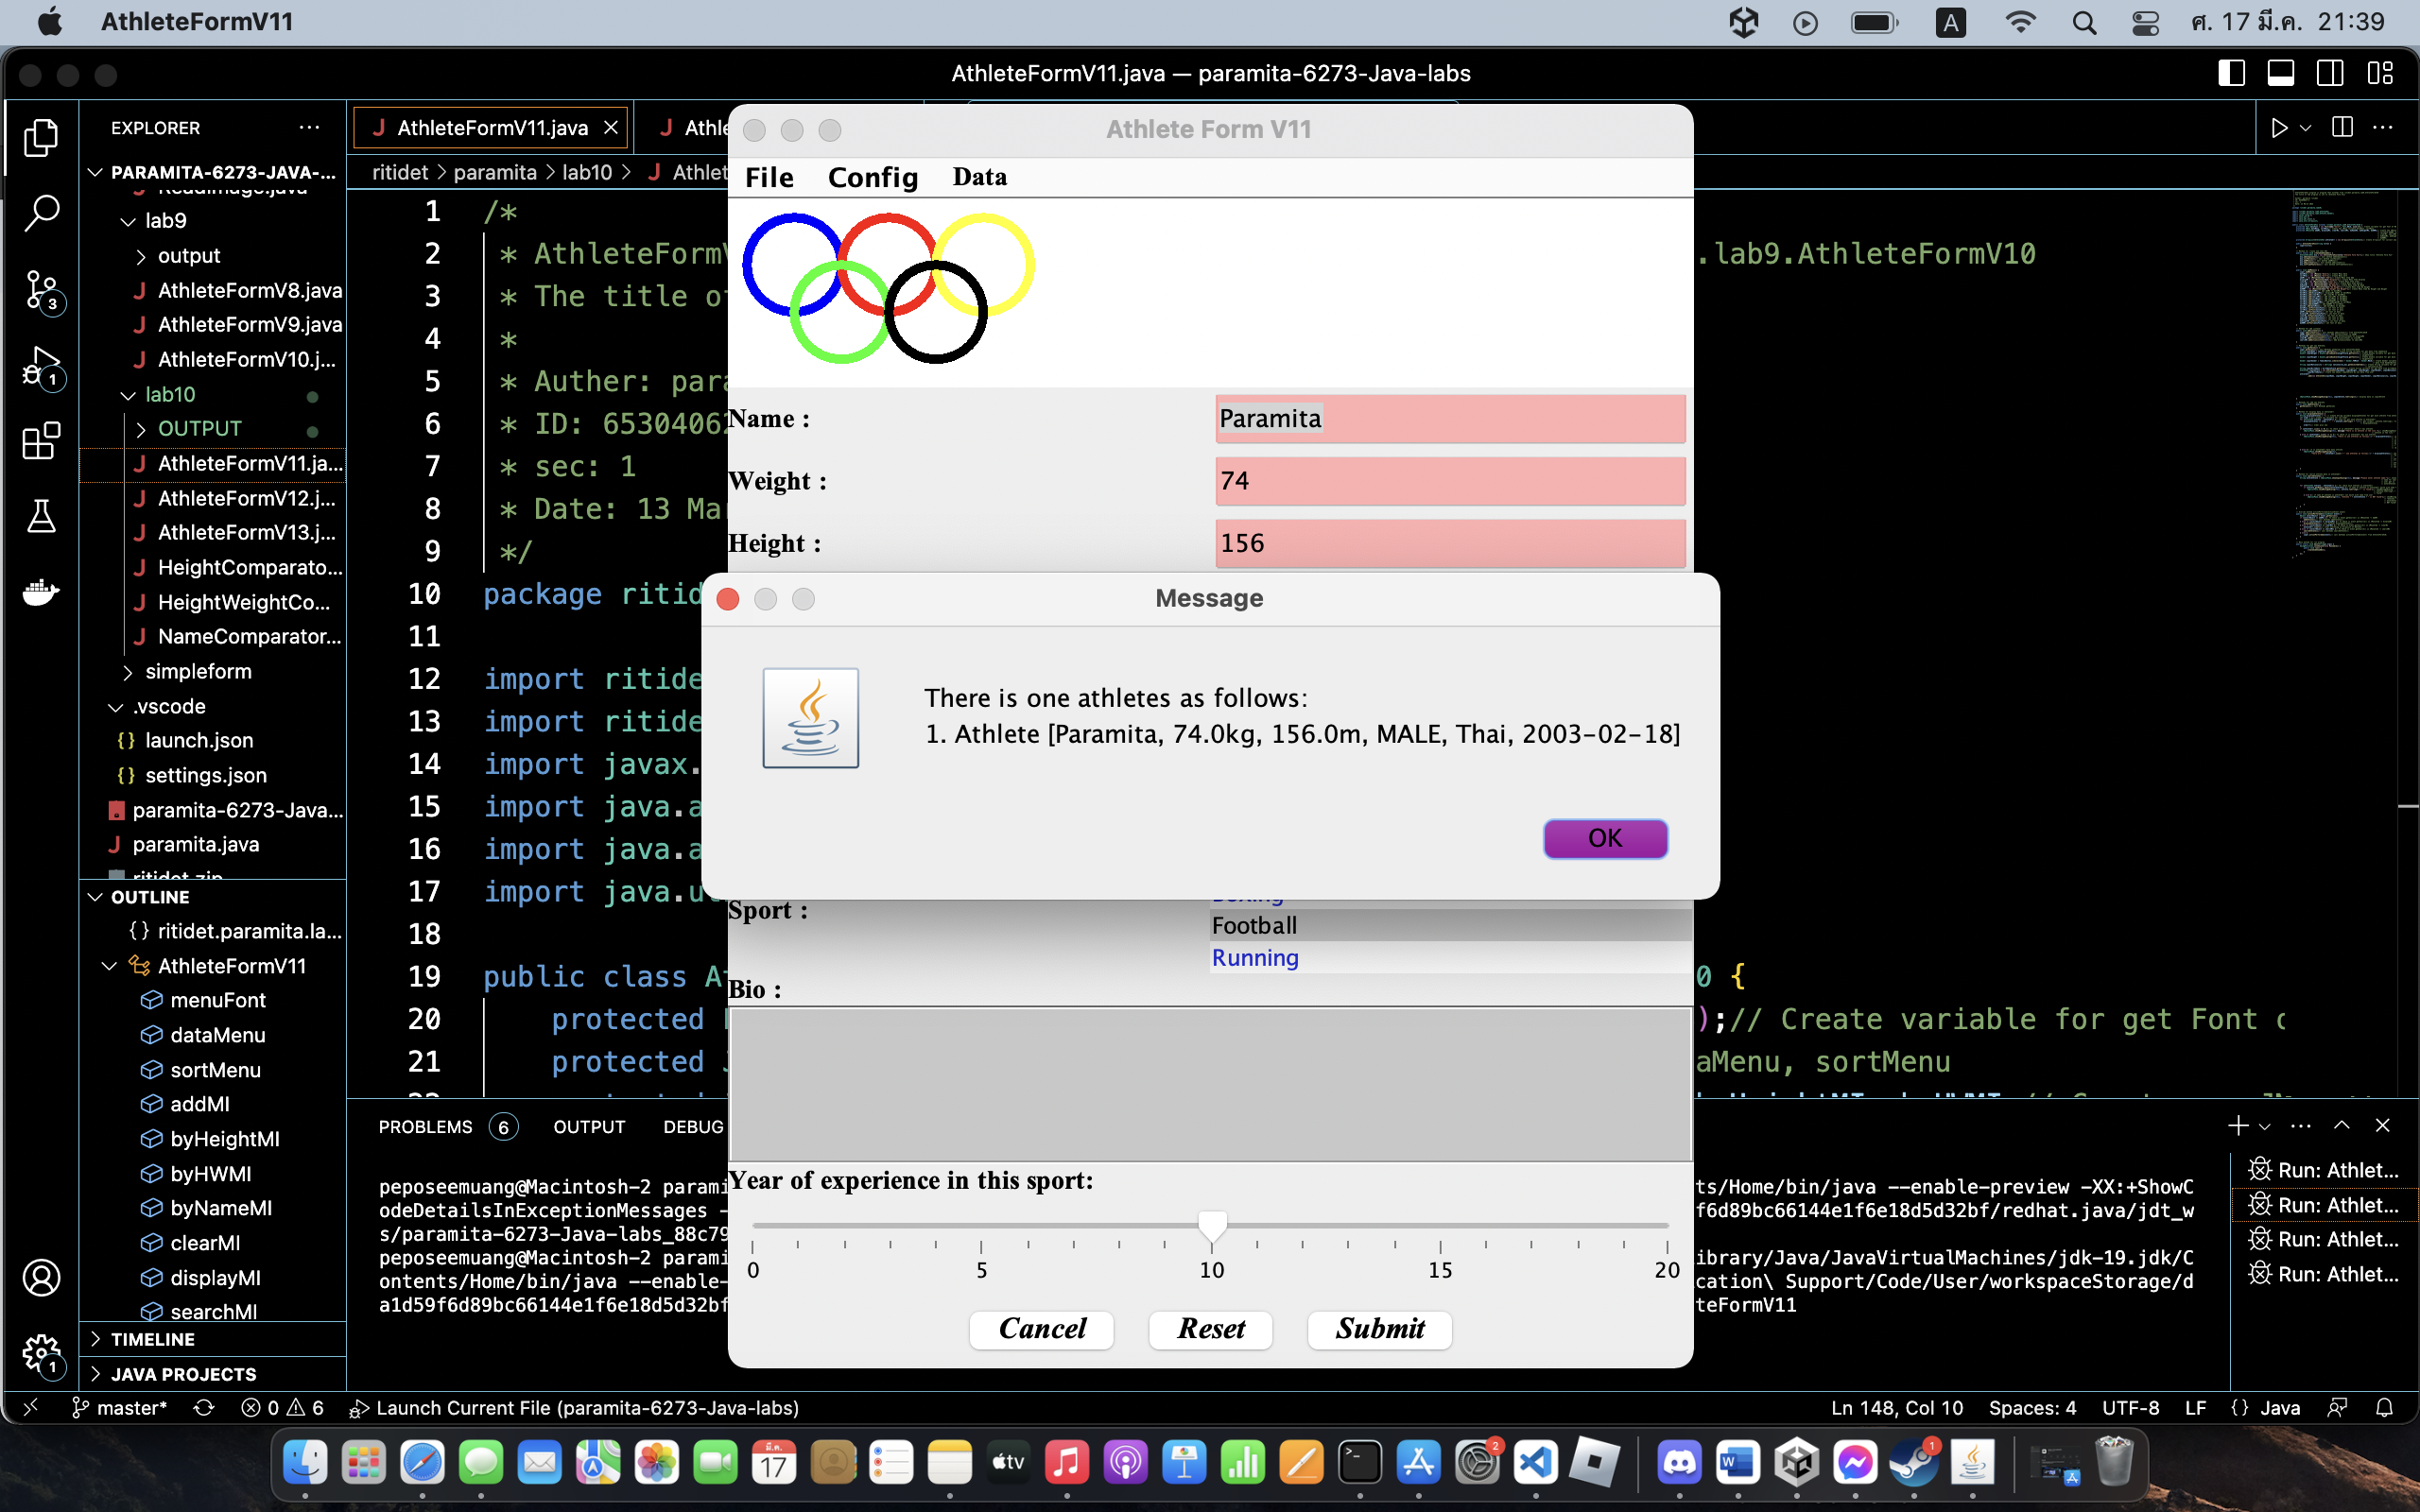 AthleteFormV11
A
ศ. 17 มี.ค. 21:39
AthleteFormV11.java — paramita-6273-Java-labs
EXPLORER
PARAMITA-6273-JAVA-...
lab9
output
AthleteFormV8.java
AthleteFormV9.java
AthleteFormV10.j...
lab10
OUTPUT
AthleteFormV11.ja...
AthleteFormV12.j...
AthleteFormV13.j...
HeightComparato...
HeightWeightCo...
NameComparator...
simpleform
.vscode
launch.json
settings.json
paramita-6273-Java...
paramita.java
OUTLINE
ritidet.paramita.la...
AthleteFormV11
menuFont
dataMenu
sortMenu
addMI
byHeightMI
byHWMI
byNameMI
clearMI
displayMI
searchMI
TIMELINE
JAVA PROJECTS
3
1
1
AthleteFormV11.java
ritidet > paramita > lab10 >
1 /*
2 * AthleteForm
.lab9.AthleteFormV10
3 * The title o
4 *
5 * Auther: par
6 * ID: 6530406
7 * sec: 1
8 * Date: 13 Ma
9 */
10 package ritid
11
12 import ritide
13 import ritide
14 import javax.
15 import java.a
16 import java.a
17 import java.u
18
19 public class A
0 {
20 protected
);// Create variable for get Font
21 protected
aMenu, sortMenu
Athlete Form V11
File Config Data
Name :
Paramita
Weight :
74
Height :
156
Message
There is one athletes as follows:
1. Athlete [Paramita, 74.0kg, 156.0m, MALE, Thai, 2003-02-18]
OK
Sport :
Football
Running
Bio :
Year of experience in this sport:
0 5 10 15 20
Cancel Reset Submit
PROBLEMS 6 OUTPUT DEBUG
peposeemuang@Macintosh-2 parami
ts/Home/bin/java --enable-preview -XX:+ShowC
odeDetailsInExceptionMessages -
f6d89bc66144e1f6e18d5d32bf/redhat.java/jdt_w
s/paramita-6273-Java-labs_88c79
peposeemuang@Macintosh-2 parami
ibrary/Java/JavaVirtualMachines/jdk-19.jdk/C
ontents/Home/bin/java --enable-
cation\ Support/Code/User/workspaceStorage/d
a1d59f6d89bc66144e1f6e18d5d32bf
teFormV11
Run: Athlet...
Run: Athlet...
Run: Athlet...
Run: Athlet...
master* 0 6 Launch Current File (paramita-6273-Java-labs)
Ln 148, Col 10 Spaces: 4 UTF-8 LF {} Java
มี.ค.
17
tv
2
W
1